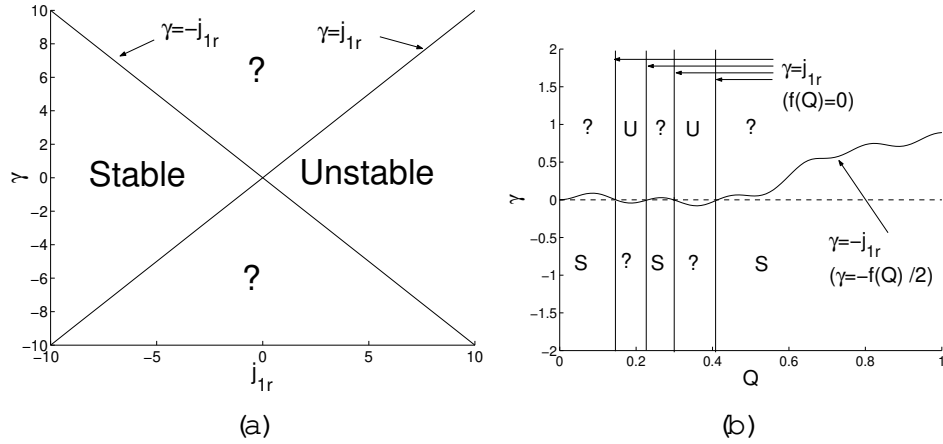 10
8
6
4
2
0
−2
−4
−6
−8
−10
γ
γ=−j1r
γ=j1r
?
Stable
Unstable
?
−10 −5 0 5 10
j1r
(a)
2
1.5
1
0.5
0
−0.5
−1
−1.5
−2
γ
γ=j1r
(f(Q)=0)
? U ? U ?
S ? S ? S
γ=−j1r
(γ=−f(Q) /2)
0 0.2 0.4 0.6 0.8 1
Q
(b)